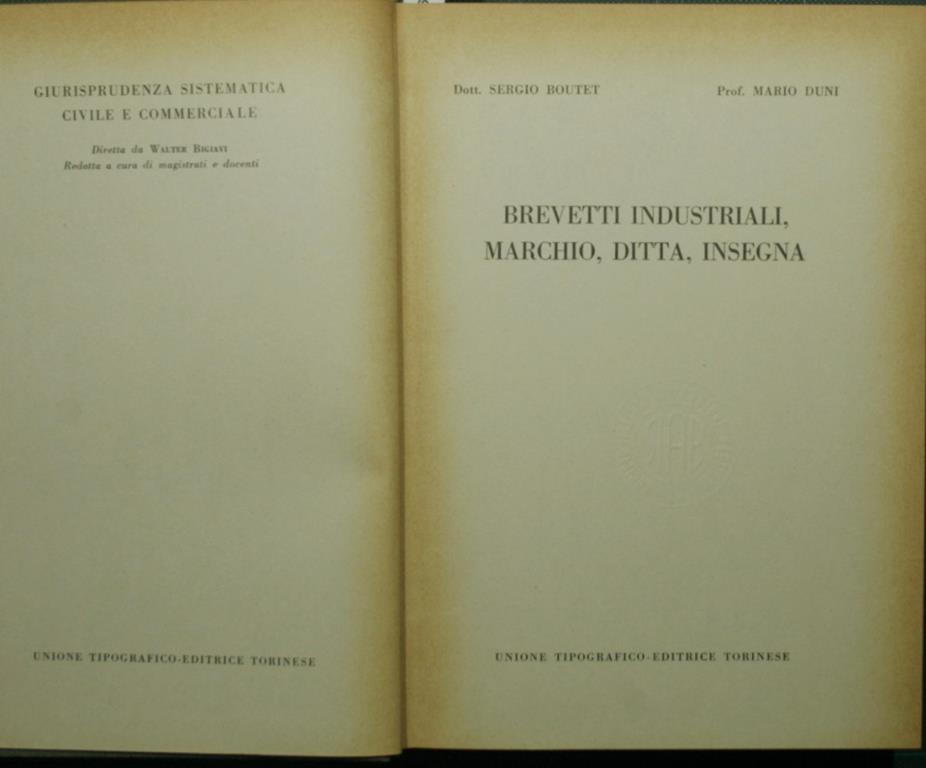 GIURISPRUDENZA SISTEMATICA
CIVILE E COMMERCIALE
Diretta da WALTER BIGIAVI
Redatta a cura di magistrati e docenti
UNIONE TIPOGRAFICO-EDITRICE TORINESE
Dott. SERGIO BOUTET Prof. MARIO DUNI
BREVETTI INDUSTRIALI,
MARCHIO, DITTA, INSEGNA
UNIONE TIPOGRAFICO-EDITRICE TORINESE